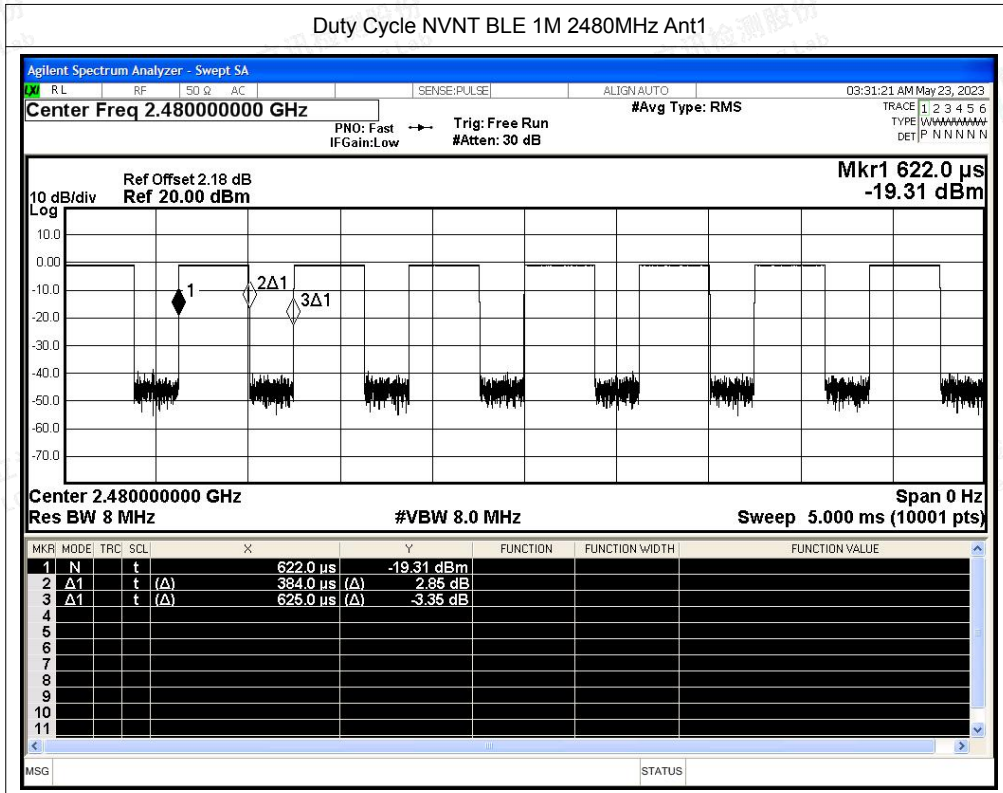 Duty Cycle NVNT BLE 1M 2480MHz Ant1
Agilent Spectrum Analyzer - Swept SA
LXI RL RF 50 Ω AC SENSE:PULSE ALIGN AUTO 03:31:21 AM May 23, 2023
Center Freq 2.480000000 GHz #Avg Type: RMS TRACE 1 2 3 4 5 6
PNO: Fast Trig: Free Run TYPE WWWWWW
IFGain:Low #Atten: 30 dB DET P N N N N N
Mkr1 622.0 µs
-19.31 dBm
Ref Offset 2.18 dB
10 dB/div Ref 20.00 dBm
Log
10.0
0.00
-10.0
-20.0
-30.0
-40.0
-50.0
-60.0
-70.0
1
2Δ1
3Δ1
Center 2.480000000 GHz Span 0 Hz
Res BW 8 MHz #VBW 8.0 MHz Sweep 5.000 ms (10001 pts)
MKR MODE TRC SCL X Y FUNCTION FUNCTION WIDTH FUNCTION VALUE
1 N t 622.0 µs -19.31 dBm
2 Δ1 t (Δ) 384.0 µs (Δ) 2.85 dB
3 Δ1 t (Δ) 625.0 µs (Δ) -3.35 dB
4
5
6
7
8
9
10
11
MSG STATUS